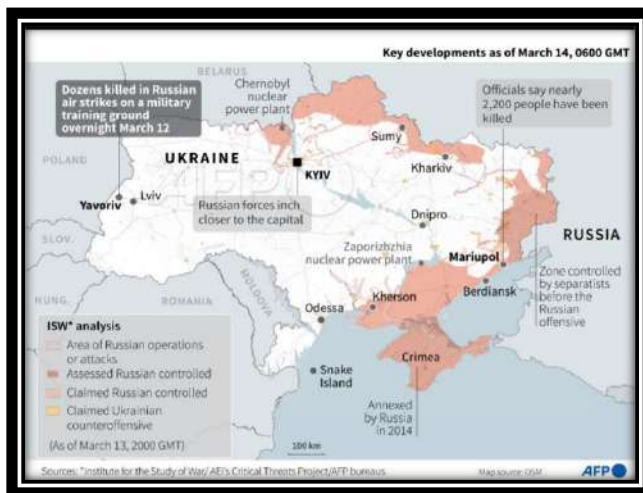 Key developments as of March 14, 0600 GMT
BELARUS
Dozens killed in Russian
air strikes on a military
training ground
overnight March 12
Chernobyl
nuclear
power plant
Officials say nearly
2,200 people have been
killed
Sumy
POLAND
UKRAINE
KYIV
Kharkiv
AFP
Yavoriv
Lviv
Russian forces inch
closer to the capital
Dnipro
RUSSIA
SLOV.
Zaporizhzhia
nuclear power plant
Mariupol
Zone controlled
by separatists
before the
Russian
offensive
HUNG.
ROMANIA
MOLDOVA
Kherson
Berdiansk
Odessa
ISW* analysis
Area of Russian operations
or attacks
Assessed Russian controlled
Claimed Russian controlled
Claimed Ukrainian
counteroffensive
(As of March 13, 2000 GMT)
Snake
Island
Crimea
Annexed
by Russia
in 2014
100 km
Sources: *Institute for the Study of War/ AEI's Critical Threats Project/AFP bureaus
Map source: OSM
AFP